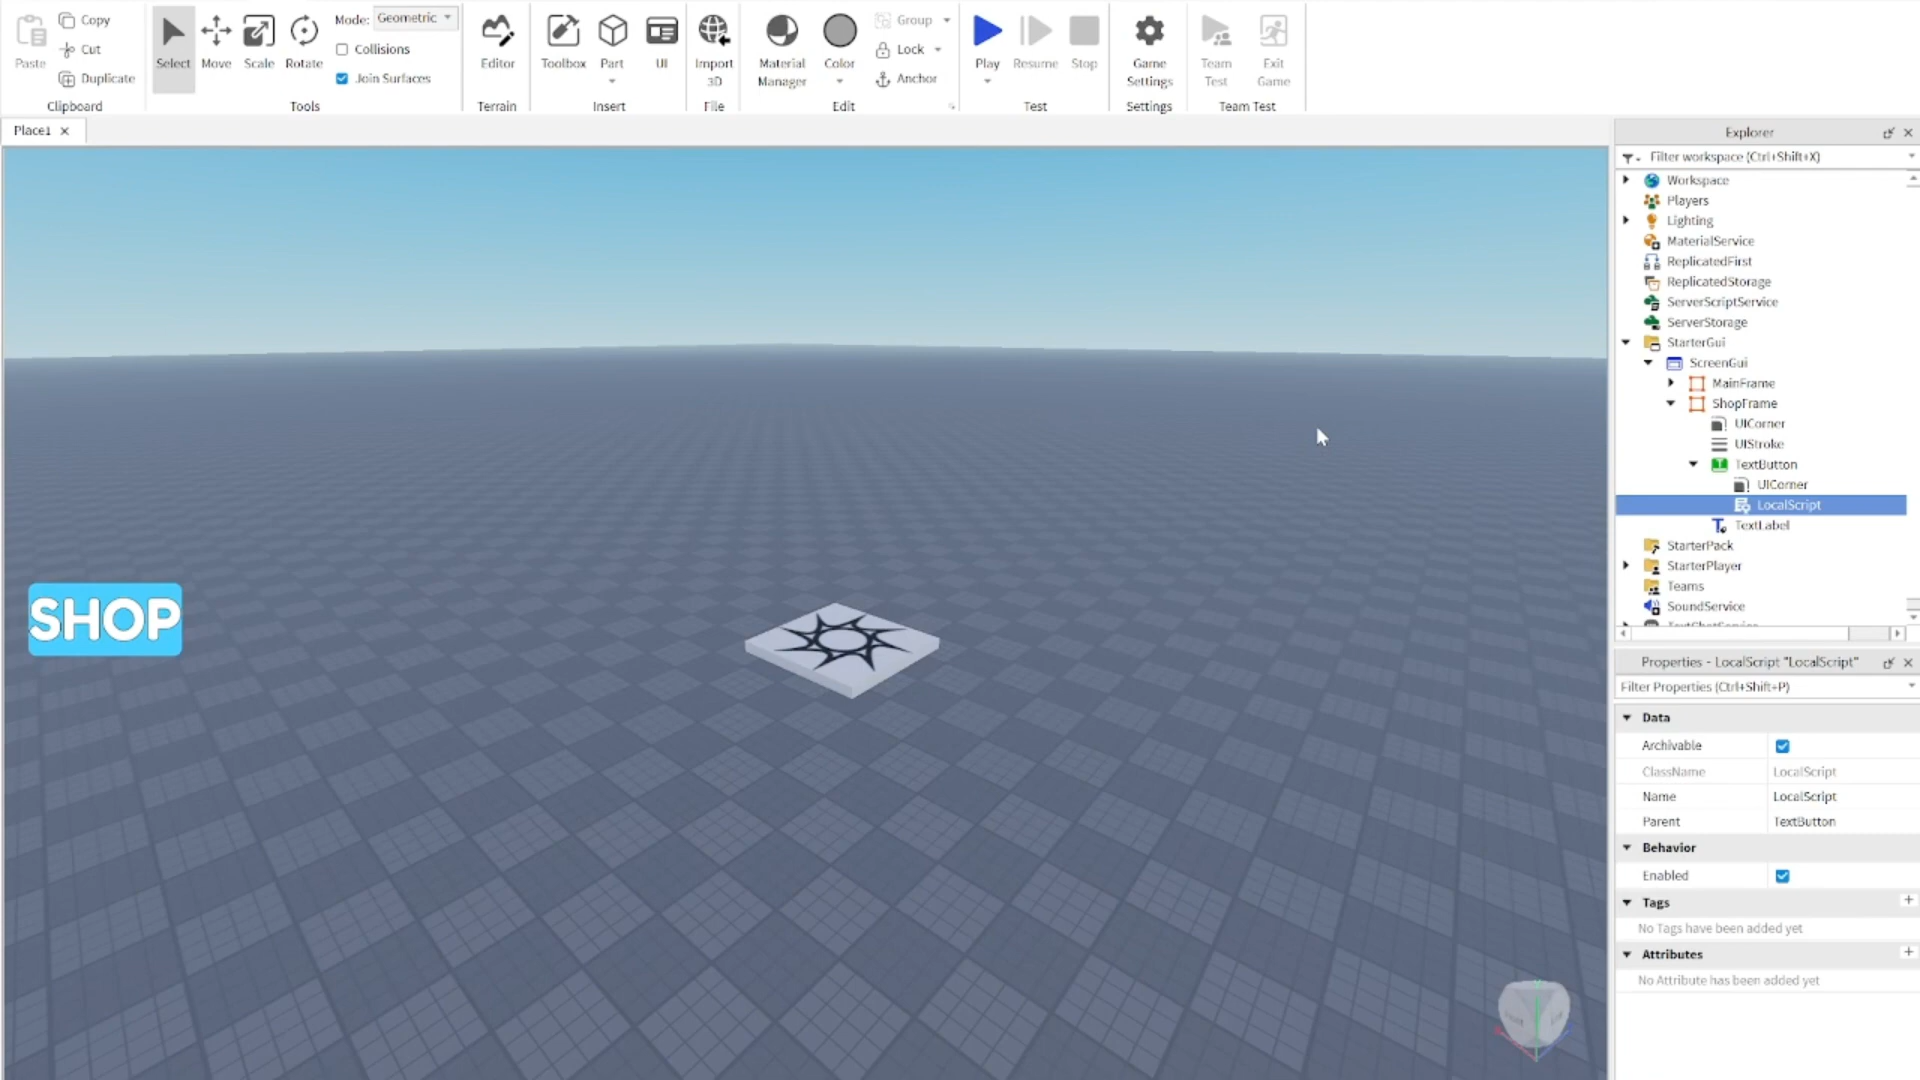 Paste
Copy
Cut
Duplicate
Clipboard
Select
Move
Scale
Rotate
Mode: Geometric
Collisions
Join Surfaces
Tools
Editor
Terrain
Toolbox
Part
UI
Insert
Import
3D
File
Material
Manager
Color
Group
Lock
Anchor
Edit
Play
Resume
Stop
Test
Game
Settings
Settings
Team
Test
Exit
Game
Team Test
Place1
SHOP
Explorer
Filter workspace (Ctrl+Shift+X)
Workspace
Players
Lighting
MaterialService
ReplicatedFirst
ReplicatedStorage
ServerScriptService
ServerStorage
StarterGui
ScreenGui
MainFrame
ShopFrame
UICorner
UIStroke
TextButton
UICorner
LocalScript
TextLabel
StarterPack
StarterPlayer
Teams
SoundService
Properties - LocalScript "LocalScript"
Filter Properties (Ctrl+Shift+P)
Data
Archivable
ClassName LocalScript
Name LocalScript
Parent TextButton
Behavior
Enabled
Tags
No Tags have been added yet
Attributes
No Attribute has been added yet